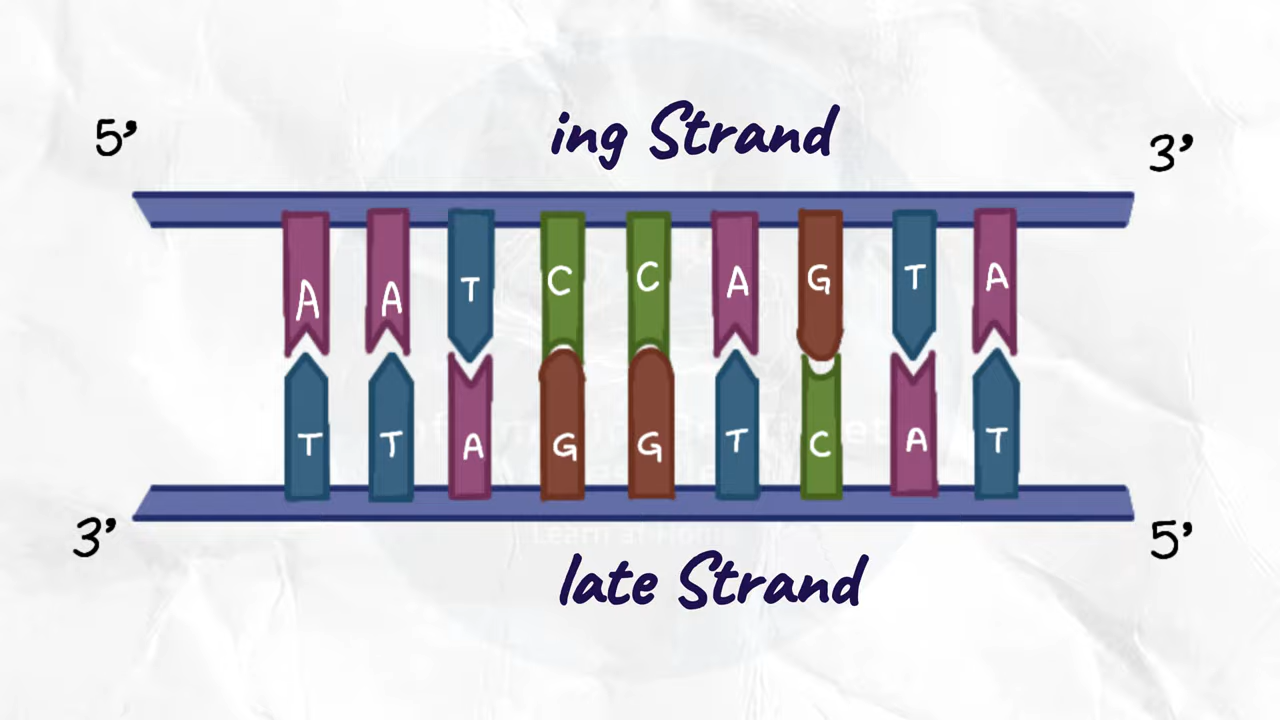 ing Strand
5’ 3’
A A T C C A G T A
T T A G G T C A T
3’ 5’
late Strand